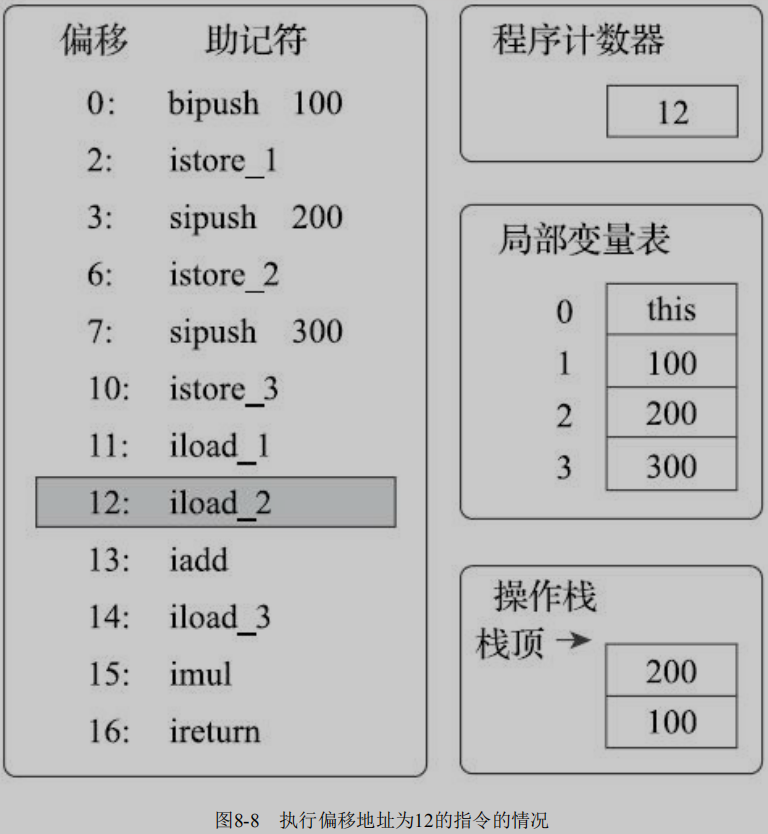 偏移 助记符
0: bipush 100
2: istore_1
3: sipush 200
6: istore_2
7: sipush 300
10: istore_3
11: iload_1
12: iload_2
13: iadd
14: iload_3
15: imul
16: ireturn
程序计数器
12
局部变量表
0 this
1 100
2 200
3 300
操作栈
栈顶
200
100
图8-8 执行偏移地址为12的指令的情况